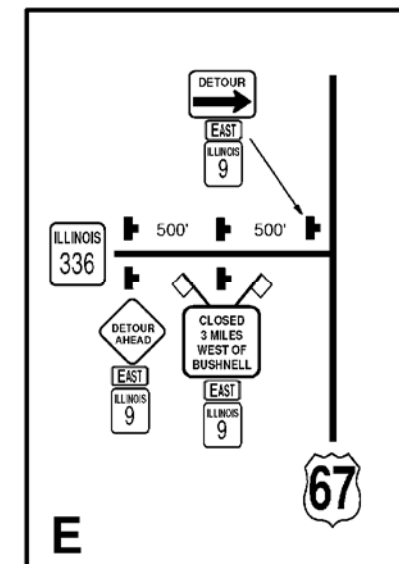 DETOUR
EAST
ILLINOIS
9
500' 500'
ILLINOIS
336
DETOUR
AHEAD
EAST
ILLINOIS
9
CLOSED
3 MILES
WEST OF
BUSHNELL
EAST
ILLINOIS
9
67
E